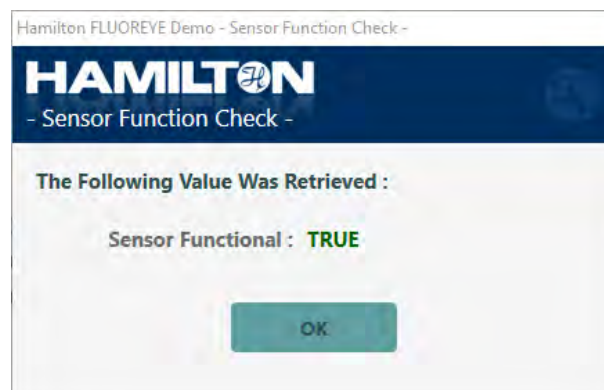 Hamilton FLUOREYE Demo - Sensor Function Check -
HAMILTON
- Sensor Function Check -
The Following Value Was Retrieved :
Sensor Functional : TRUE
OK